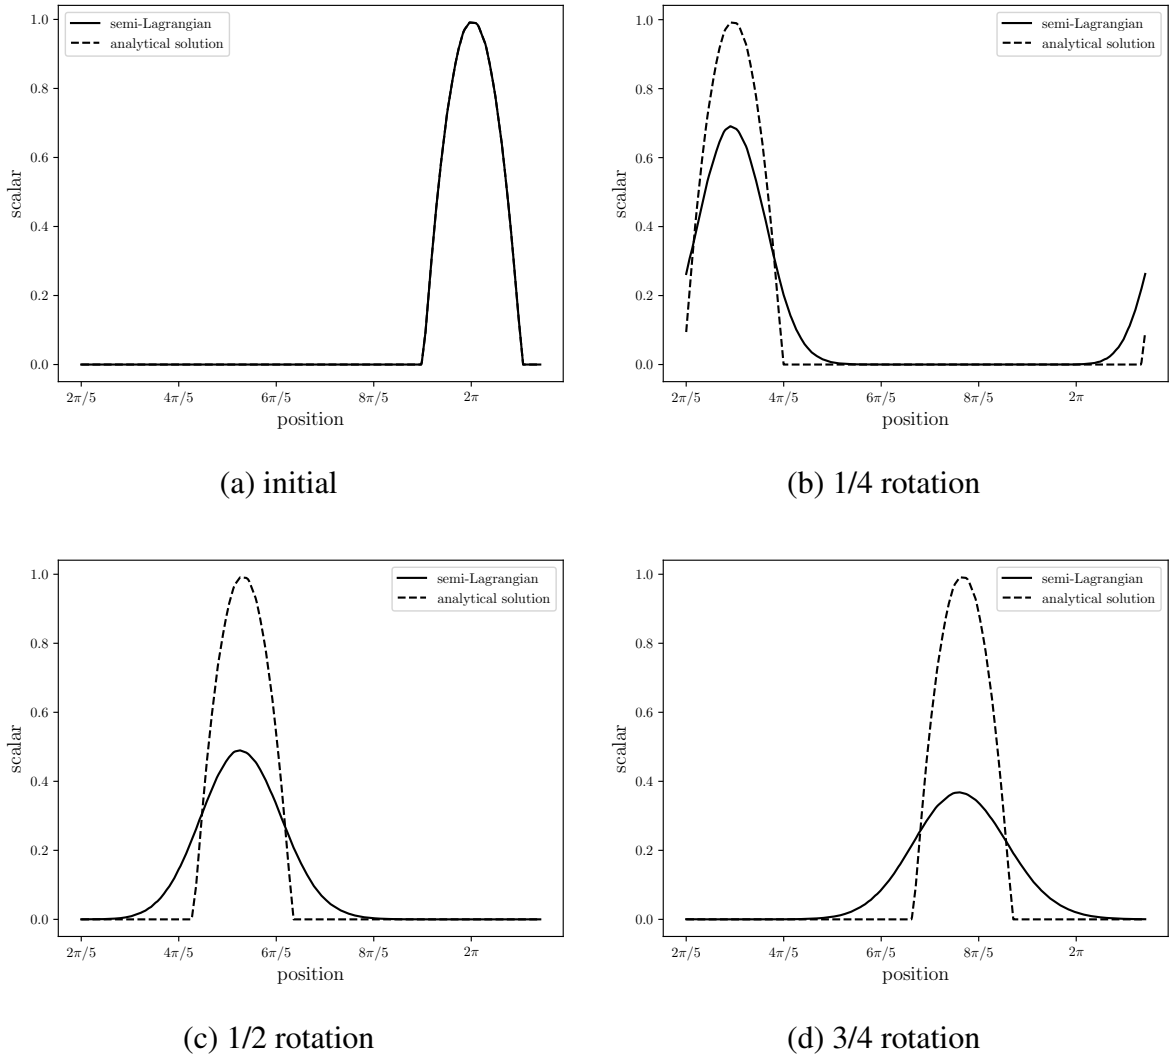 semi-Lagrangian
analytical solution
1.0
0.8
0.6
0.4
0.2
0.0
scalar
2π/5
4π/5
6π/5
8π/5
2π
position
(a) initial
semi-Lagrangian
analytical solution
1.0
0.8
0.6
0.4
0.2
0.0
scalar
2π/5
4π/5
6π/5
8π/5
2π
position
(b) 1/4 rotation
semi-Lagrangian
analytical solution
1.0
0.8
0.6
0.4
0.2
0.0
scalar
2π/5
4π/5
6π/5
8π/5
2π
position
(c) 1/2 rotation
semi-Lagrangian
analytical solution
1.0
0.8
0.6
0.4
0.2
0.0
scalar
2π/5
4π/5
6π/5
8π/5
2π
position
(d) 3/4 rotation